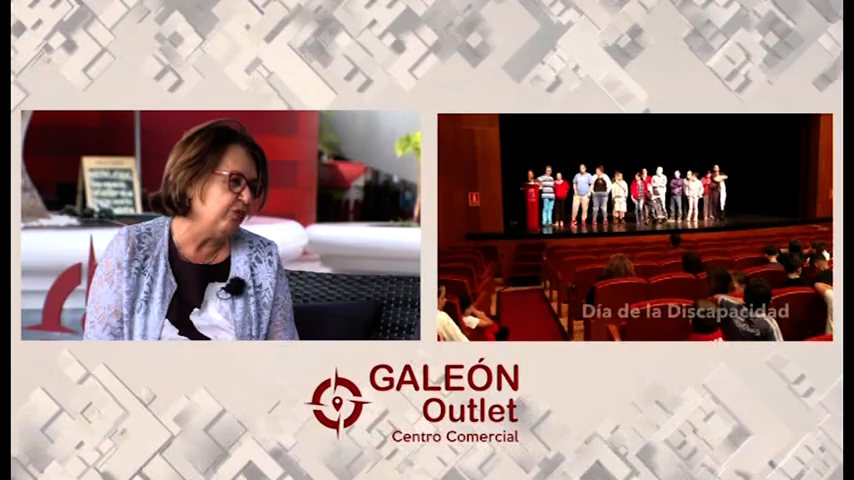 Día de la Discapacidad
GALEÓN
Outlet
Centro Comercial